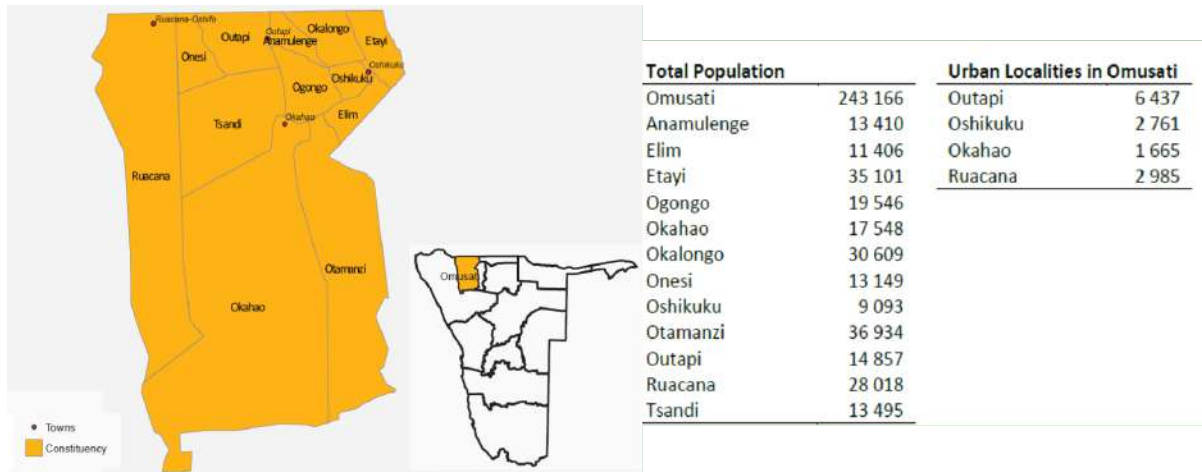 Ruacana-Oshifo
Onesi
Outapi
Outapi
Anamulenge
Okalongo
Etayi
Oshikuku
Oshikuku
Ogongo
Tsandi
Okahao
Elim
Ruacana
Otamanzi
Okahao
Towns
Constituency
Omusati
Total Population
Omusati 243 166
Anamulenge 13 410
Elim 11 406
Etayi 35 101
Ogongo 19 546
Okahao 17 548
Okalongo 30 609
Onesi 13 149
Oshikuku 9 093
Otamanzi 36 934
Outapi 14 857
Ruacana 28 018
Tsandi 13 495
Urban Localities in Omusati
Outapi 6 437
Oshikuku 2 761
Okahao 1 665
Ruacana 2 985